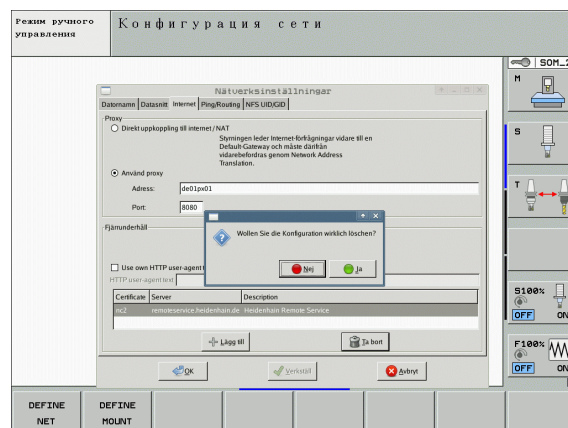 Режим ручного
управления
Конфигурация сети
SOM_2
M
Nätverksinställningar
Datornamn Datasnitt Internet Ping/Routing NFS UID/GID
Proxy
Direktuppkoppling till internet / NAT
Styrningen leder Internet-förfrågningar vidare till en
Default-Gateway och måste därifrån
vidarebefordras genom Network Address
Translation.
S
Använd proxy
Adress: de01px01
T
Port: 8080
Fjärrunderhåll
Wollen Sie die Konfiguration wirklich löschen?
Nej Ja
Use own HTTP user-agent t
HTTP user-agent text
Certificate Server Description
nc2 remoteservice.heidenhain.de Heidenhain Remote Service
S100%
OFF ON
Lägg till Ta bort
F100%
OFF ON
OK Verkställ Avbryt
DEFINE
NET
DEFINE
MOUNT